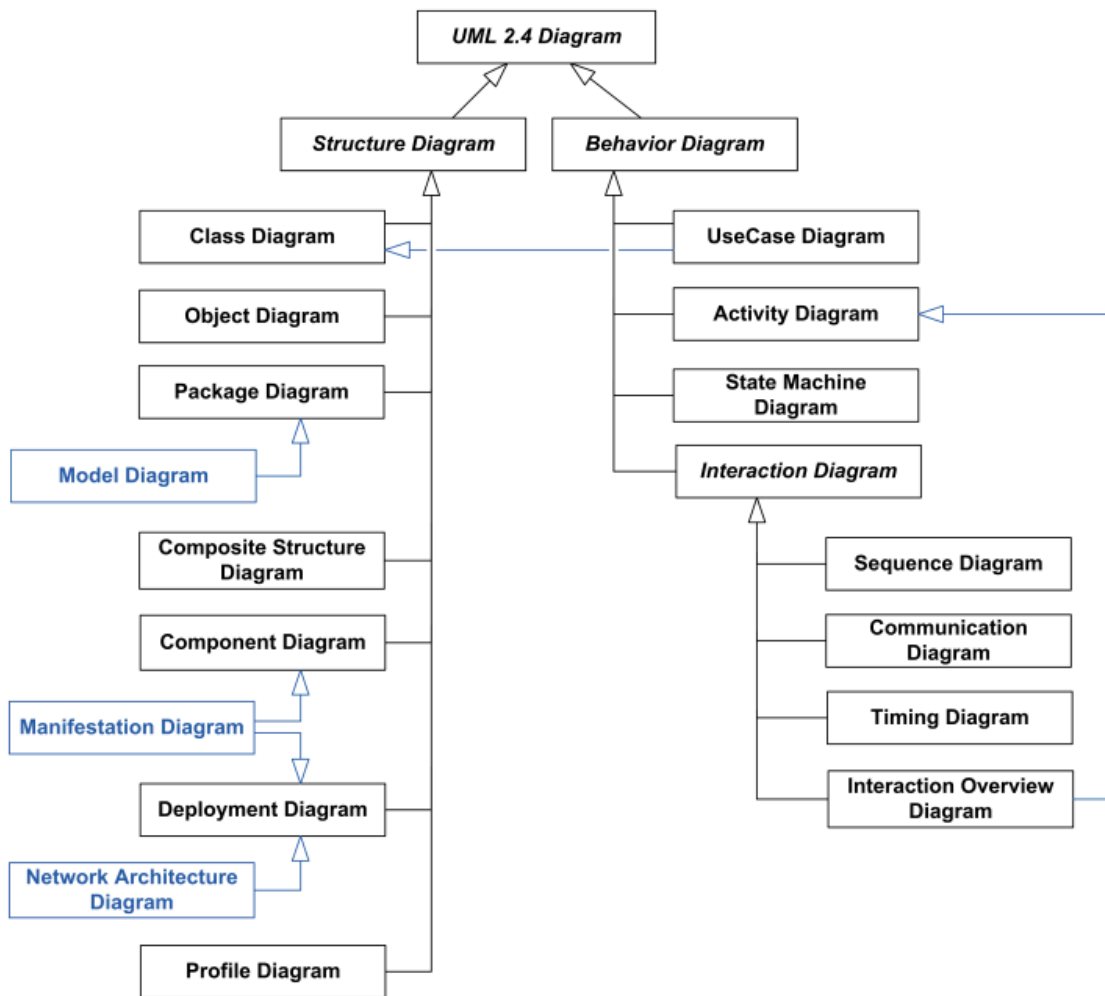 UML 2.4 Diagram
Structure Diagram
Behavior Diagram
Class Diagram
UseCase Diagram
Object Diagram
Activity Diagram
Package Diagram
State Machine
Diagram
Model Diagram
Interaction Diagram
Composite Structure
Diagram
Sequence Diagram
Component Diagram
Communication
Diagram
Manifestation Diagram
Timing Diagram
Deployment Diagram
Interaction Overview
Diagram
Network Architecture
Diagram
Profile Diagram